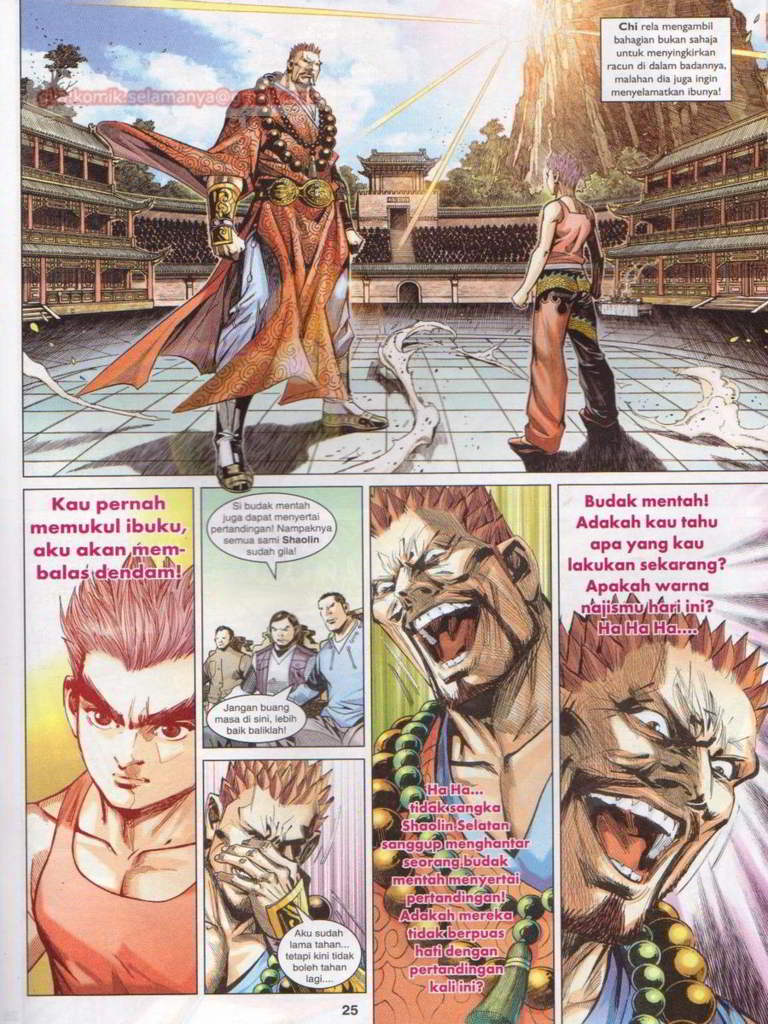 Chi rela mengambil
bahagian bukan sahaja
untuk menyingkirkan
racun di dalam badannya,
malahan dia juga ingin
menyelamatkan ibunya!
Kau pernah
memukul ibuku,
aku akan mem-
balas dendam!
Si budak mentah
juga dapat menyertai
pertandingan! Nampaknya
semua sami Shaolin
sudah gila!
Jangan buang
masa di sini, lebih
baik baliklah!
Aku sudah
lama tahan...
tetapi kini tidak
boleh tahan
lagi....
Ha Ha...
tidak sangka
Shaolin Selatan
sanggup menghantar
seorang budak
mentah menyertai
pertandingan!
Adakah mereka
tidak berpuas
hati dengan
pertandingan
kali ini?
Budak mentah!
Adakah kau tahu
apa yang kau
lakukan sekarang?
Apakah warna
najismu hari ini?
Ha Ha Ha....
25